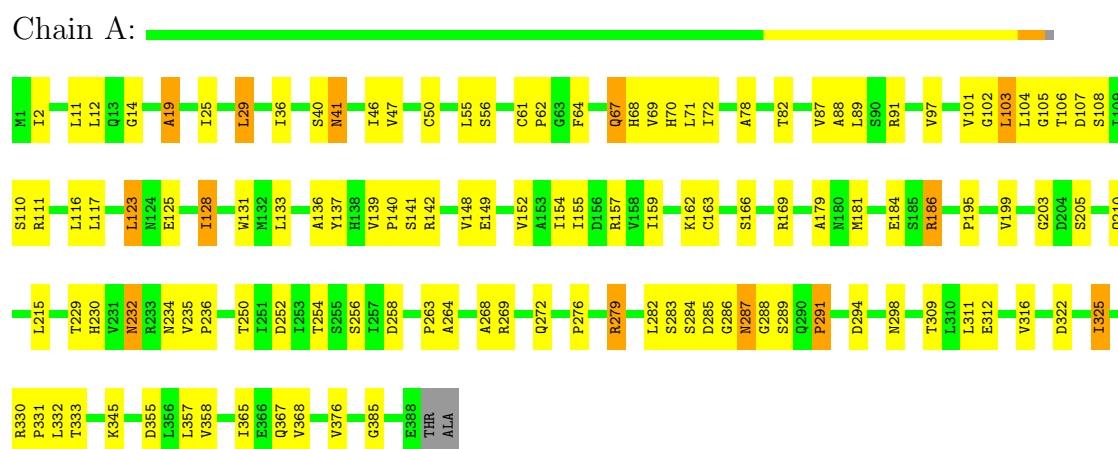 Chain A:
M1 I2 L11 L12 Q13 G14 A19 I25 L29 I36 S40 N41 I46 V47 C50 L55 S56 C61 P62 G63 F64 Q67 H68 V69 H70 L71 I72 A78 T82 V87 A88 L89 S90 R91 V97 V101 G102 L103 L104 G105 T106 D107 S108 I109
S110 R111 L116 L117 L123 N124 E125 I128 W131 M132 L133 A136 Y137 H138 V139 P140 S141 R142 V148 E149 V152 A153 I154 I155 D156 R157 V158 I159 K162 C163 S166 R169 A179 N180 M181 E184 S185 R186 P195 V199 G203 D204 S205 Q210
L215 T229 H230 V231 N232 R233 N234 V235 P236 T250 I251 D252 I253 T254 S255 S256 I257 D258 P263 A264 A268 R269 Q272 P276 R279 L282 S283 S284 D285 G286 N287 G288 S289 Q290 P291 D294 N298 T309 L310 L311 E312 V316 D322 I325
R330 P331 L332 T333 K345 D355 L356 L357 V358 I365 E366 Q367 V368 V376 G385 E388 THR ALA